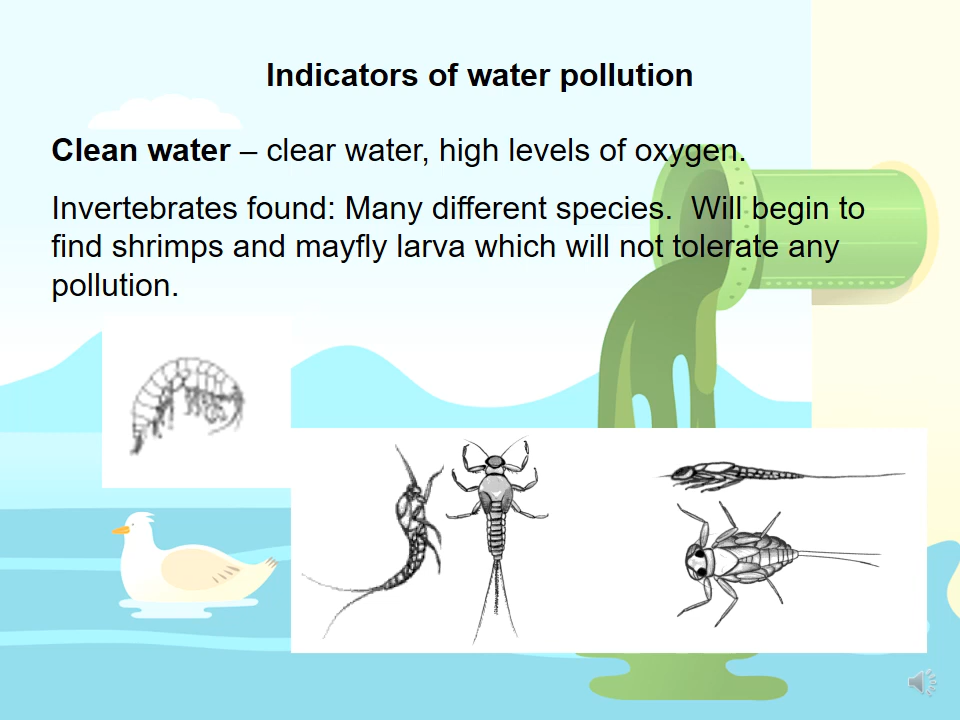 Indicators of water pollution
Clean water – clear water, high levels of oxygen.
Invertebrates found: Many different species.  Will begin to
find shrimps and mayfly larva which will not tolerate any
pollution.